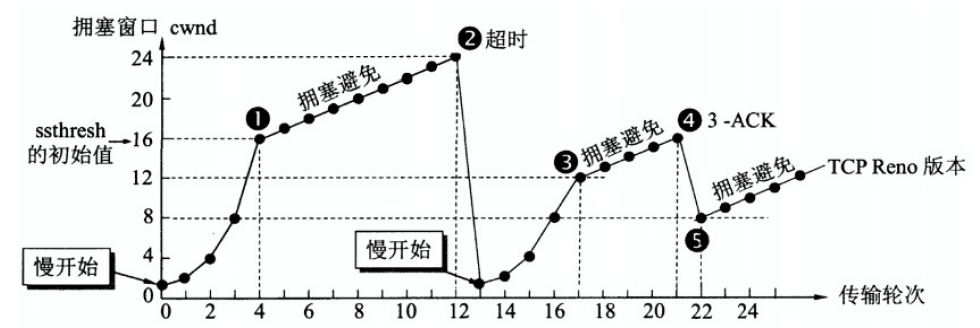 拥塞窗口 cwnd
❷超时
24
拥塞避免
20
❶
❹ 3 -ACK
ssthresh
的初始值
16
❸
拥塞避免
拥塞避免
TCP Reno 版本
12
8
❺
慢开始
慢开始
4
0
0 2 4 6 8 10 12 14 16 18 20 22 24 26
传输轮次